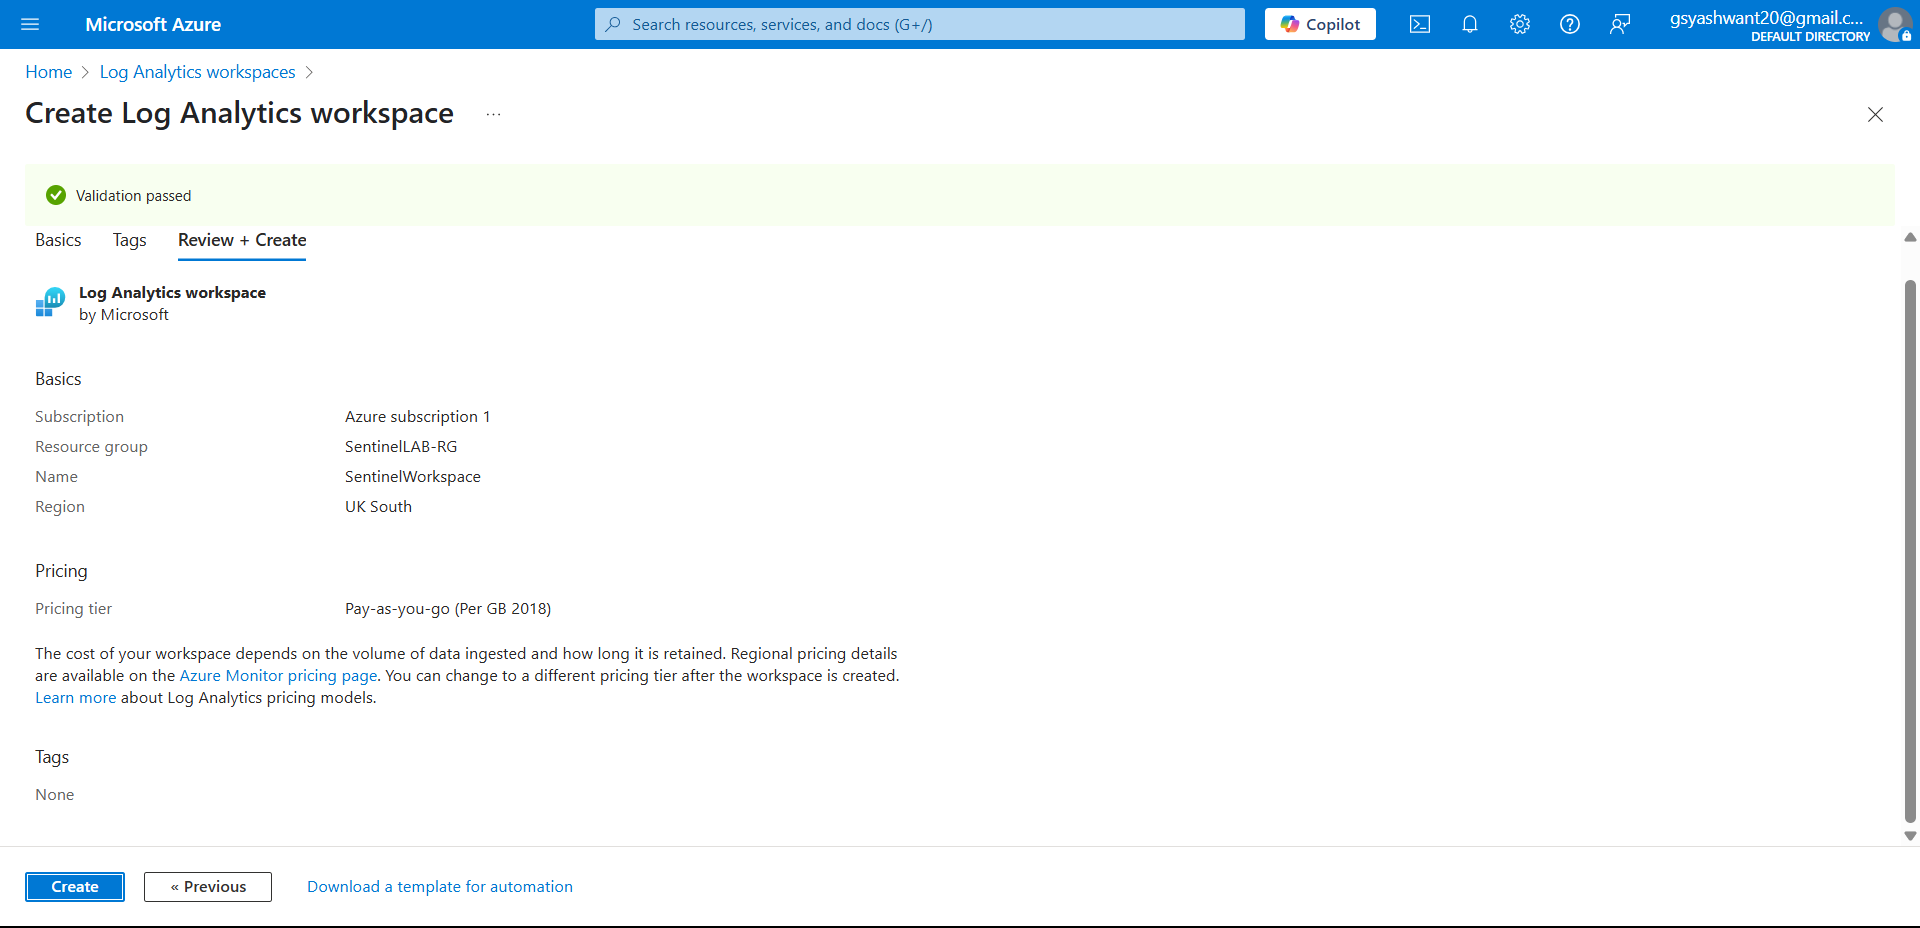 Microsoft Azure
Search resources, services, and docs (G+/)
Copilot
gsyashwant20@gmail.c...
DEFAULT DIRECTORY
Home
Log Analytics workspaces
Create Log Analytics workspace
...
Validation passed
Basics
Tags
Review + Create
Log Analytics workspace
by Microsoft
Basics
Subscription
Azure subscription 1
Resource group
SentinelLAB-RG
Name
SentinelWorkspace
Region
UK South
Pricing
Pricing tier
Pay-as-you-go (Per GB 2018)
The cost of your workspace depends on the volume of data ingested and how long it is retained. Regional pricing details
are available on the Azure Monitor pricing page. You can change to a different pricing tier after the workspace is created.
Learn more about Log Analytics pricing models.
Tags
None
Create
« Previous
Download a template for automation